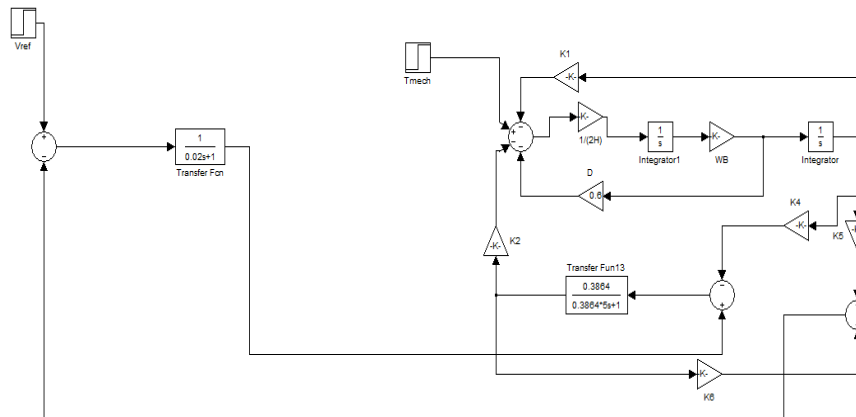 Vref
+
−
1
0.02s+1
Transfer Fcn
Tmech
K1
-K-
+
−
−
−
K-
1/(2H)
1
s
Integrator1
K-
WB
1
s
Integrator
D
0.6
K4
-K-
K5
-K
-K-
K2
Transfer Fun13
0.3864
0.3864*5s+1
−
+
K-
K6